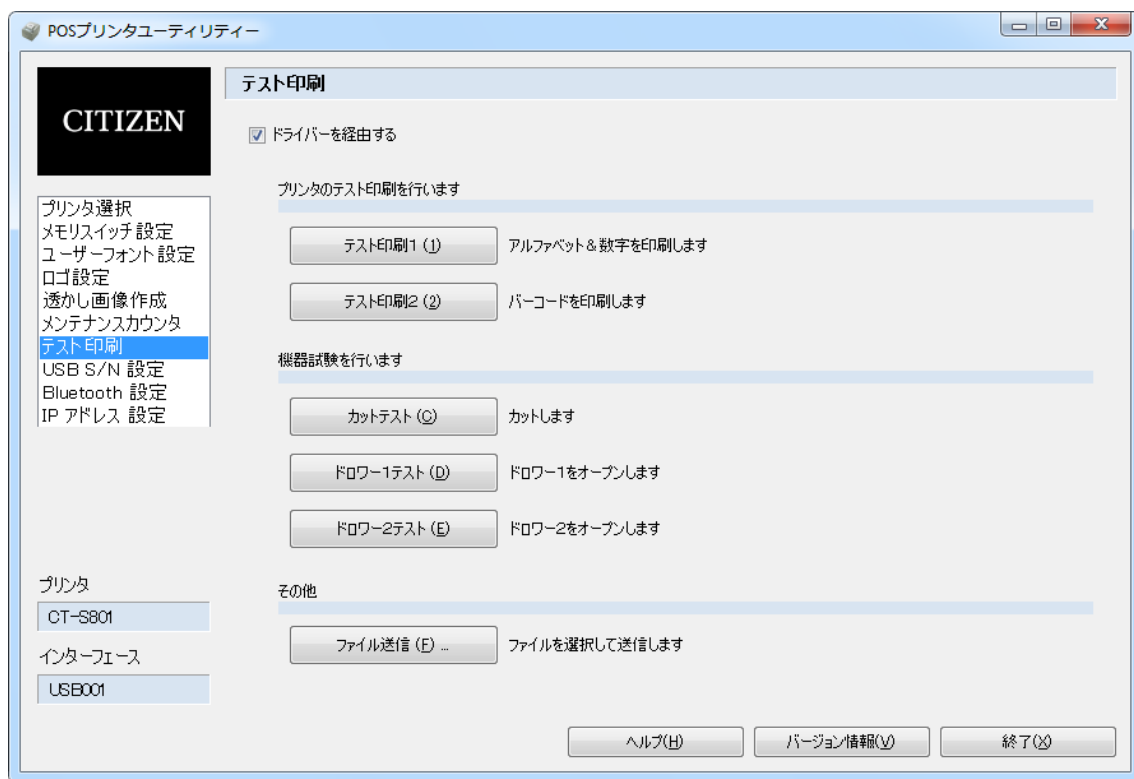 POSプリンタユーティリティー
CITIZEN
プリンタ選択
メモリスイッチ設定
ユーザーフォント設定
ロゴ設定
透かし画像作成
メンテナンスカウンタ
テスト印刷
USB S/N 設定
Bluetooth 設定
IP アドレス 設定
プリンタ
CT-S801
インターフェース
USB001
テスト印刷
ドライバーを経由する
プリンタのテスト印刷を行います
テスト印刷1 (1) アルファベット&数字を印刷します
テスト印刷2 (2) バーコードを印刷します
機器試験を行います
カットテスト (C) カットします
ドロワー1テスト (D) ドロワー1をオープンします
ドロワー2テスト (E) ドロワー2をオープンします
その他
ファイル送信 (F) ... ファイルを選択して送信します
ヘルプ(H) バージョン情報(V) 終了(X)